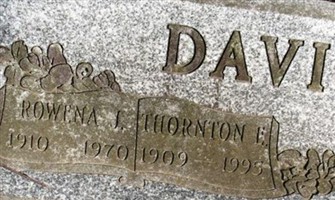 DAVI
ROWENA L. THORNTON E.
1910 1970 1909 1995